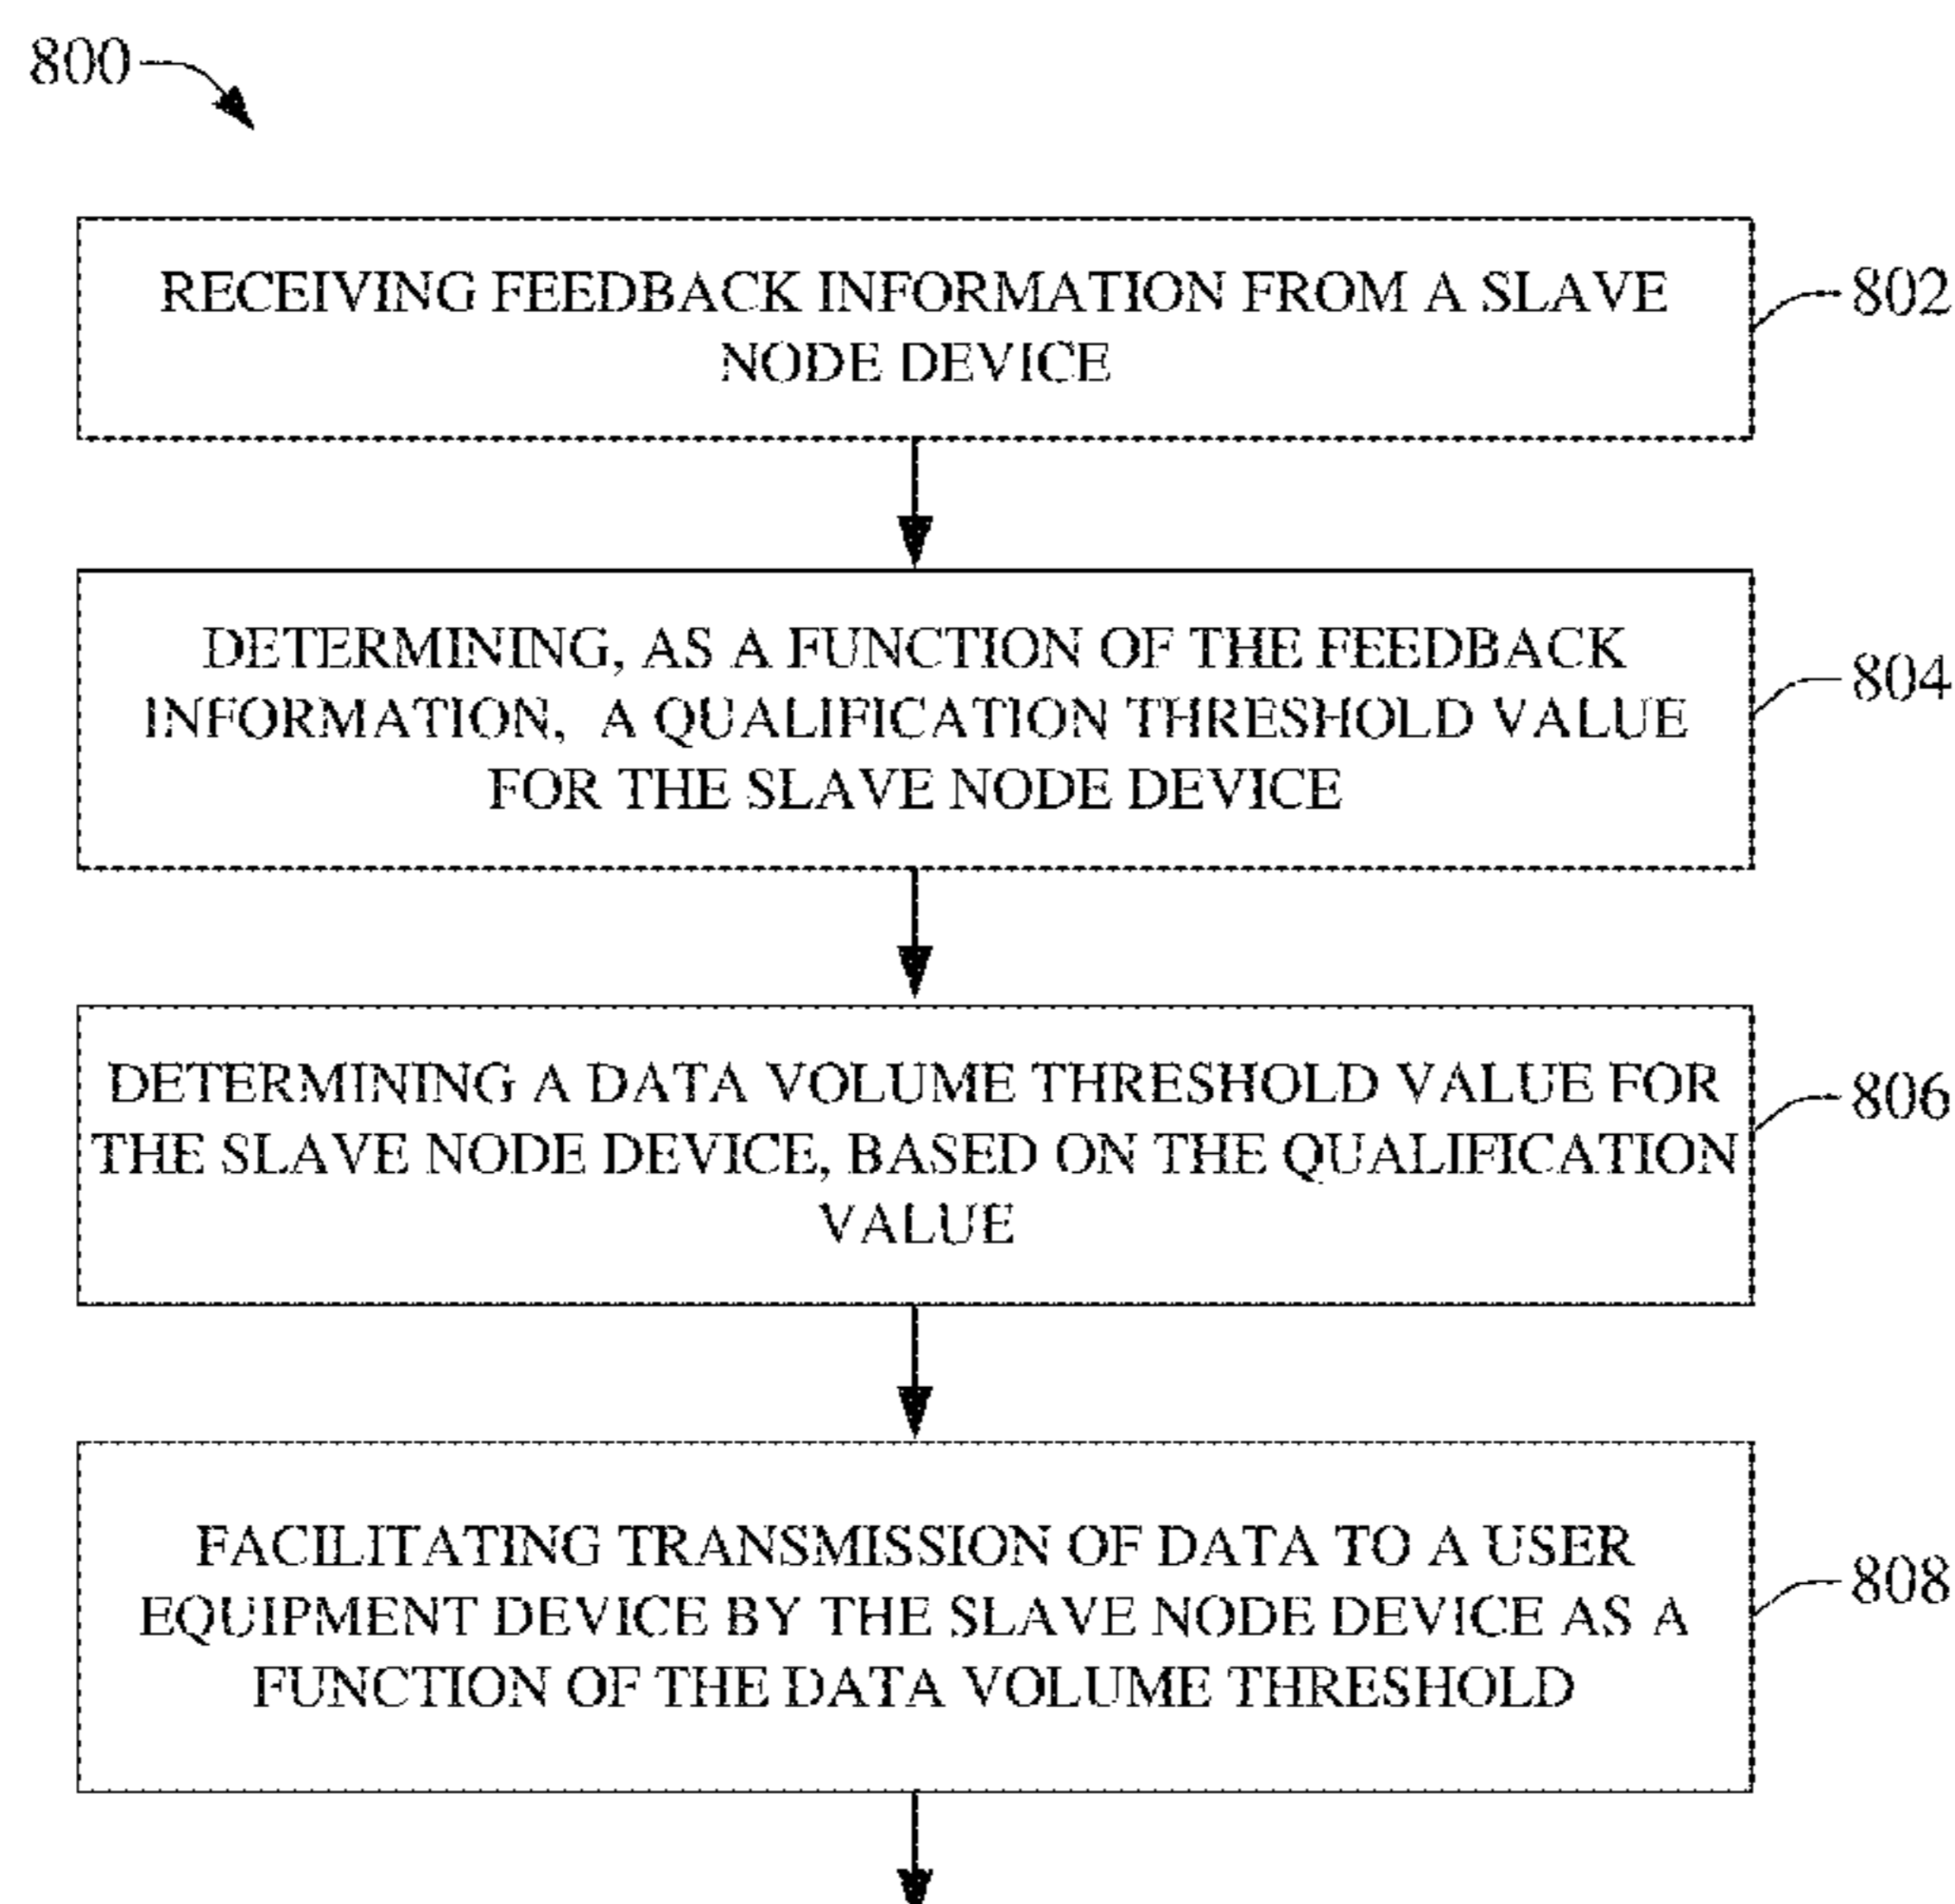 800
RECEIVING FEEDBACK INFORMATION FROM A SLAVE
NODE DEVICE
802
DETERMINING, AS A FUNCTION OF THE FEEDBACK
INFORMATION, A QUALIFICATION THRESHOLD VALUE
FOR THE SLAVE NODE DEVICE
804
DETERMINING A DATA VOLUME THRESHOLD VALUE FOR
THE SLAVE NODE DEVICE, BASED ON THE QUALIFICATION
VALUE
806
FACILITATING TRANSMISSION OF DATA TO A USER
EQUIPMENT DEVICE BY THE SLAVE NODE DEVICE AS A
FUNCTION OF THE DATA VOLUME THRESHOLD
808